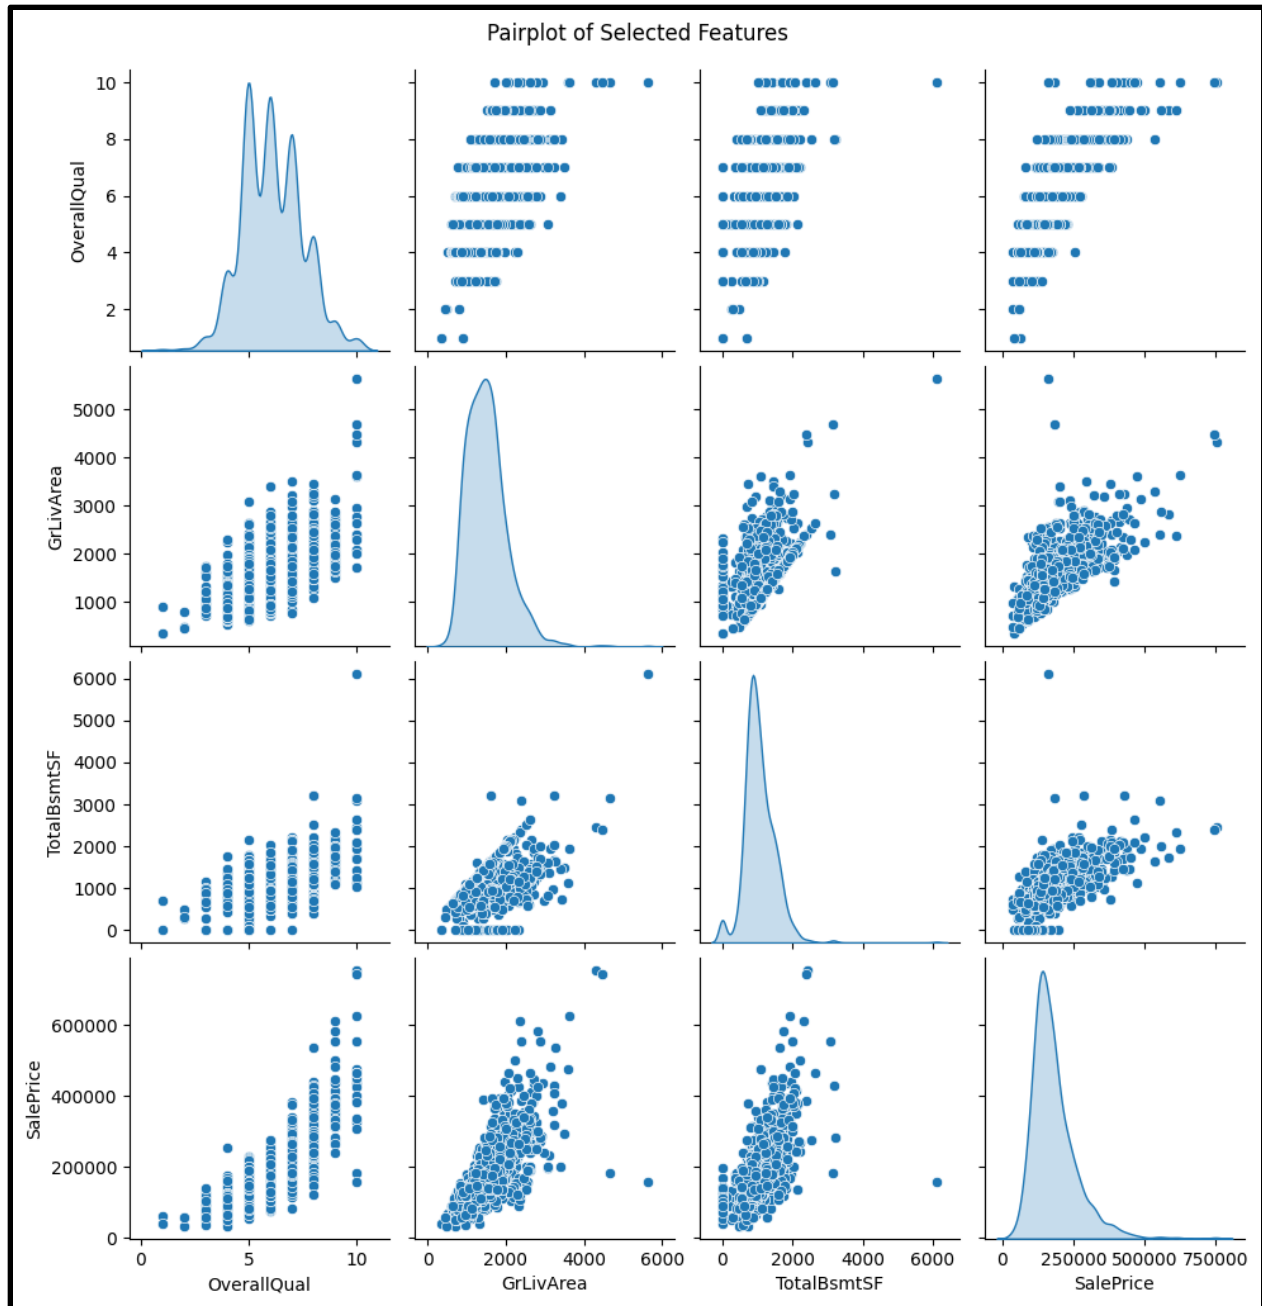 Pairplot of Selected Features
10
8
6
4
2
OverallQual
5000
4000
3000
2000
1000
GrLivArea
6000
5000
4000
3000
2000
1000
0
TotalBsmtSF
600000
400000
200000
0
SalePrice
0 5 10
0 2000 4000 6000
0 2000 4000 6000
0 250000 500000 750000
OverallQual GrLivArea TotalBsmtSF SalePrice